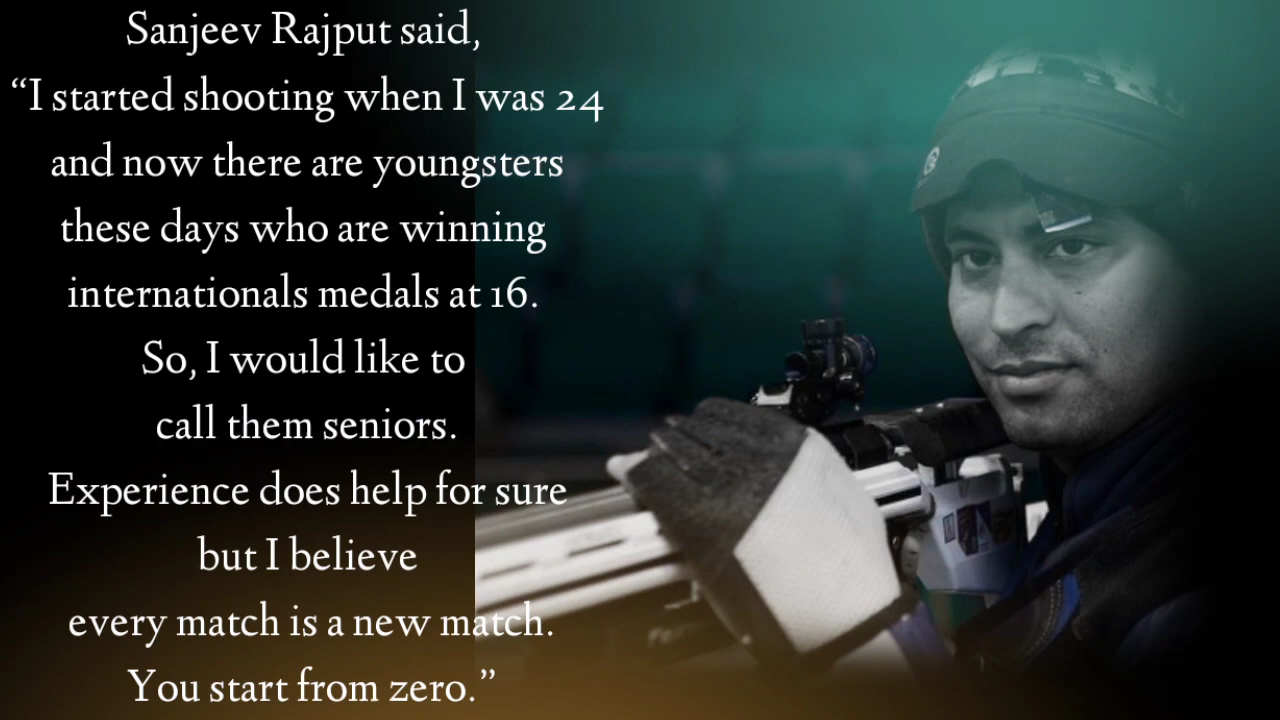 Sanjeev Rajput said,
“I started shooting when I was 24
and now there are youngsters
these days who are winning
internationals medals at 16.
So, I would like to
call them seniors.
Experience does help for sure
but I believe
every match is a new match.
You start from zero.”